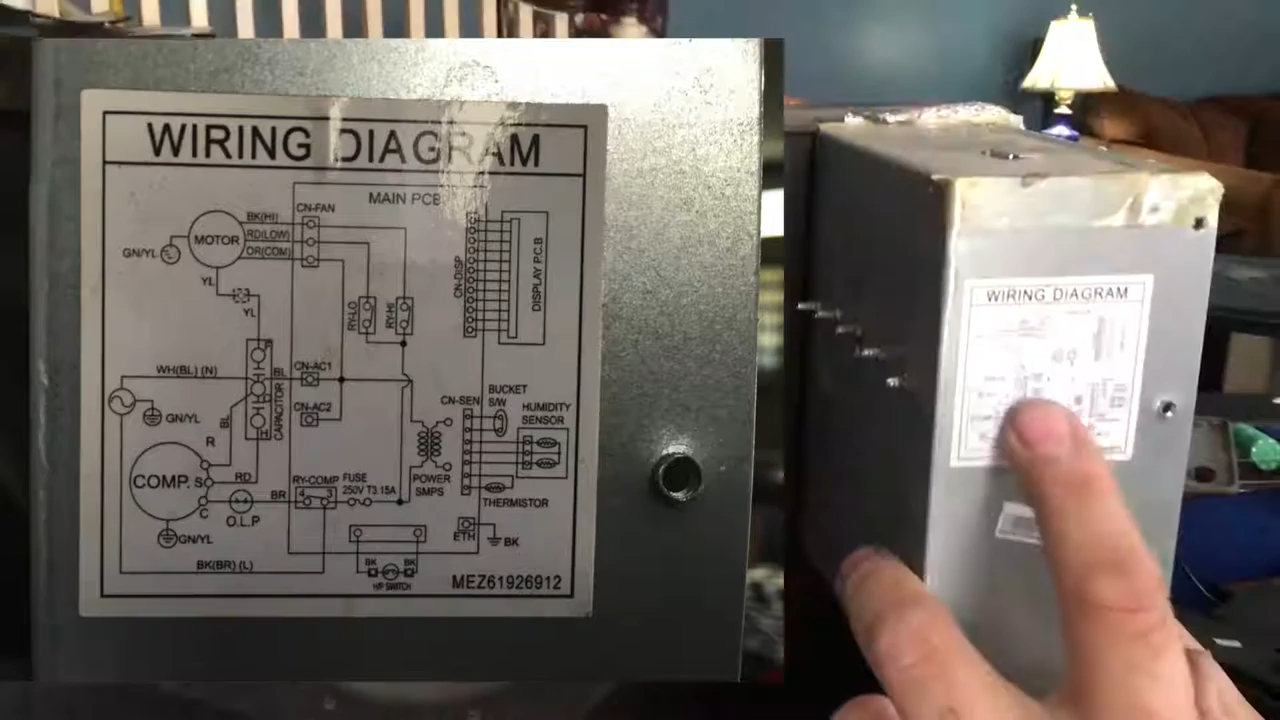 WIRING DIAGRAM
MAIN PCB
CN-FAN
BK(HI)
RD(LOW)
OR(COM)
MOTOR
GN/YL
YL
YL
RY-LO
RY-HI
CN-DISP
DISPLAY P.C.B
WH(BL) (N)
BL
CN-AC1
CN-AC2
CAPACITOR
GN/YL
BL
R
COMP.
S
C
RD
O.L.P
BR
GN/YL
RY-COMP
4 3
FUSE
250V T3.15A
POWER
SMPS
CN-SEN
BUCKET
S/W
HUMIDITY
SENSOR
THERMISTOR
ETH
BK
BK BK
H/P SWITCH
BK(BR) (L)
MEZ61926912
WIRING DIAGRAM